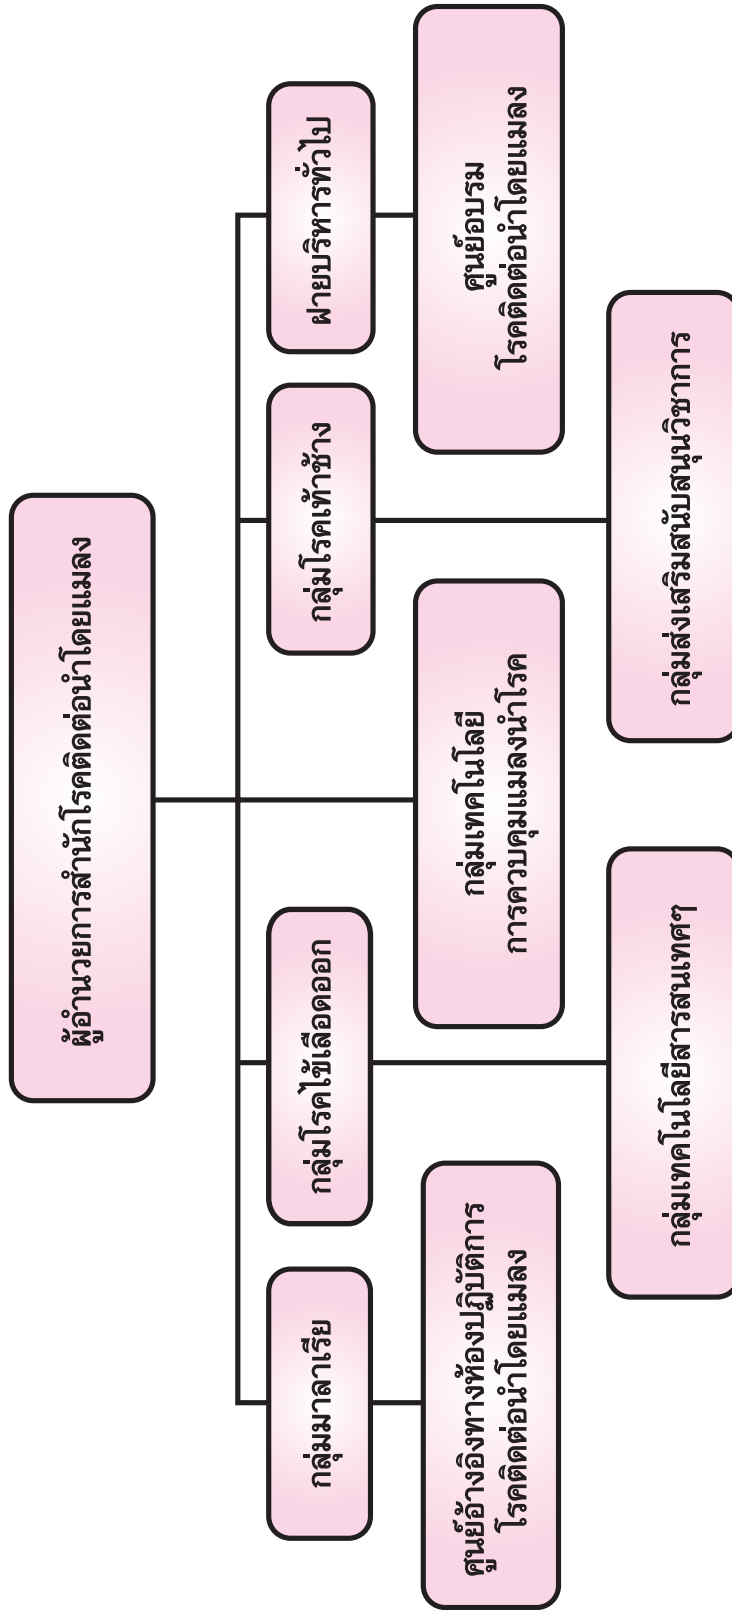 ผู้อำนวยการสำนักโรคติดต่อนำโดยแมลง
กลุ่มมาลาเรีย
กลุ่มโรคไข้เลือดออก
กลุ่มโรคเท้าช้าง
ฝ่ายบริหารทั่วไป
ศูนย์อ้างอิงทางห้องปฏิบัติการ
โรคติดต่อนำโดยแมลง
กลุ่มเทคโนโลยี
การควบคุมแมลงนำโรค
ศูนย์อบรม
โรคติดต่อนำโดยแมลง
กลุ่มเทคโนโลยีสารสนเทศฯ
กลุ่มส่งเสริมสนับสนุนวิชาการ